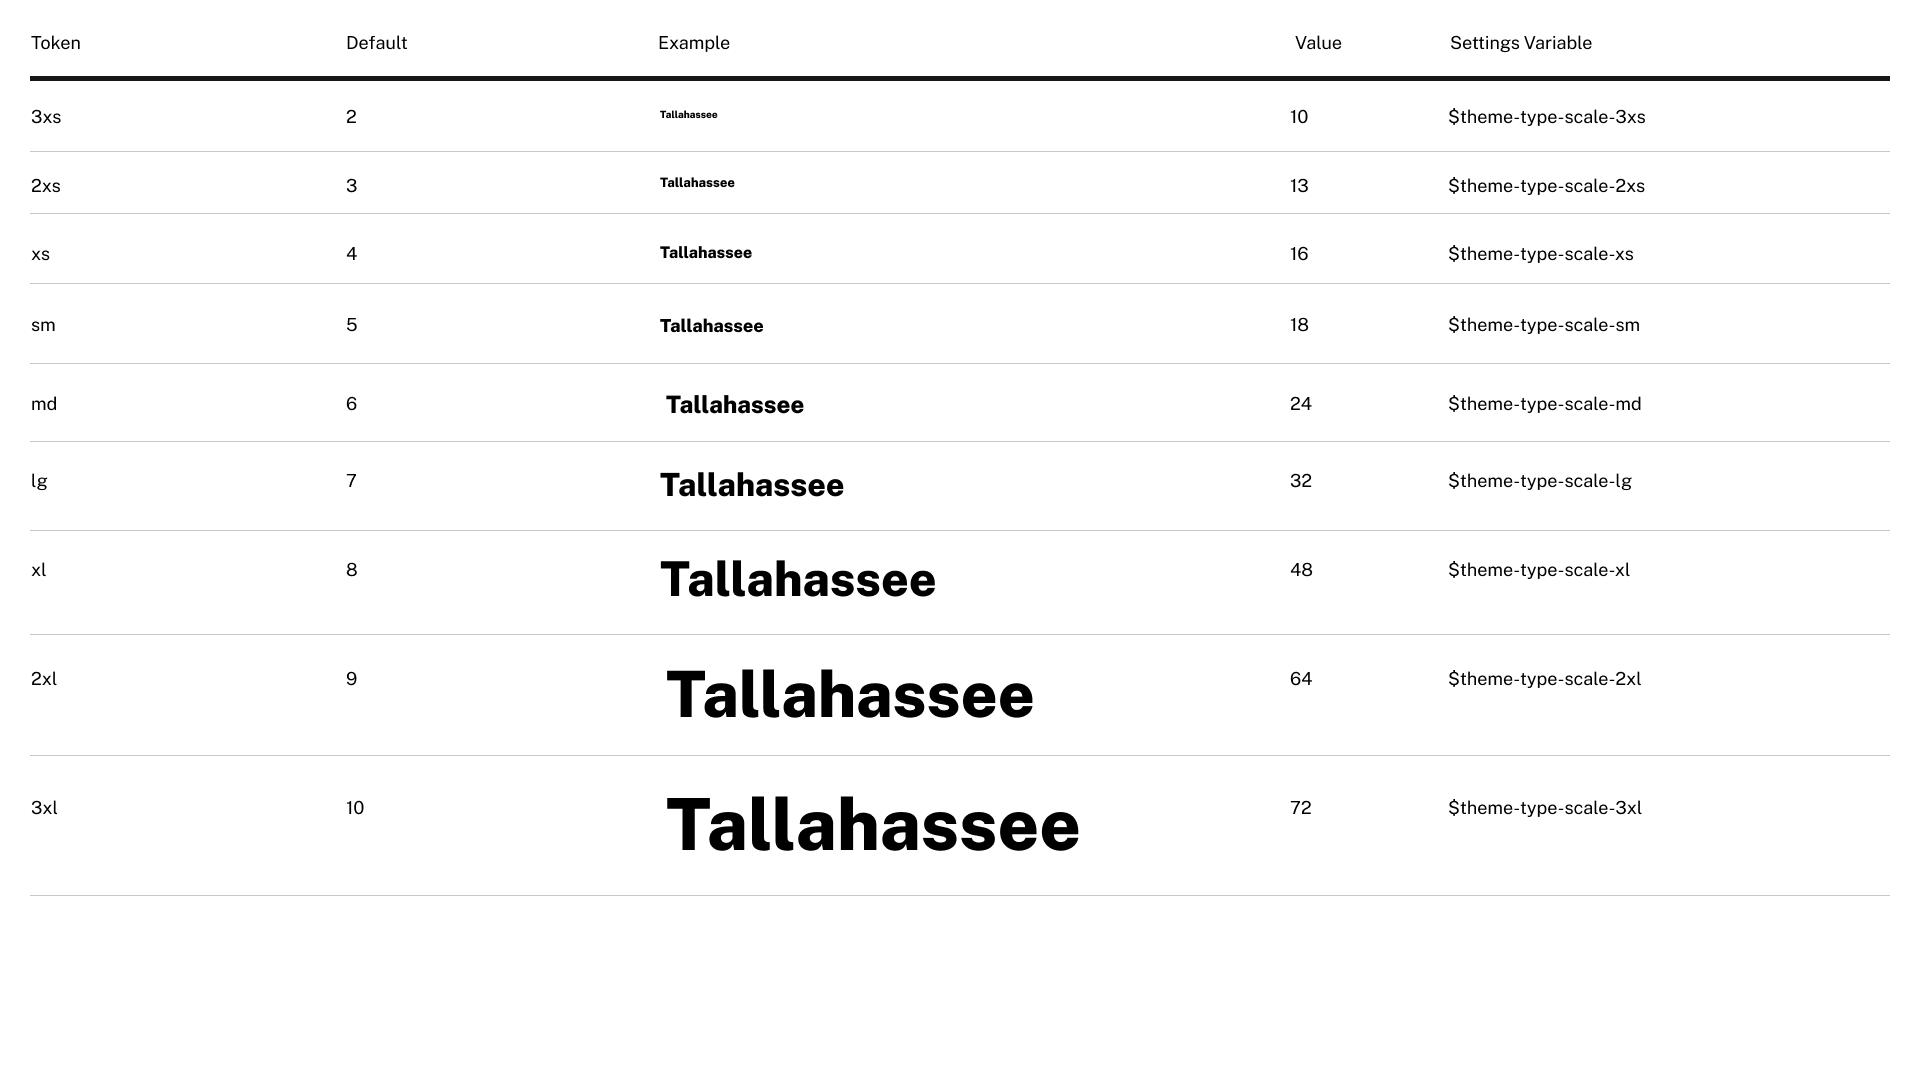 Token Default Example Value Settings Variable
3xs 2 Tallahassee 10 $theme-type-scale-3xs
2xs 3 Tallahassee 13 $theme-type-scale-2xs
xs 4 Tallahassee 16 $theme-type-scale-xs
sm 5 Tallahassee 18 $theme-type-scale-sm
md 6 Tallahassee 24 $theme-type-scale-md
lg 7 Tallahassee 32 $theme-type-scale-lg
xl 8 Tallahassee 48 $theme-type-scale-xl
2xl 9 Tallahassee 64 $theme-type-scale-2xl
3xl 10 Tallahassee 72 $theme-type-scale-3xl